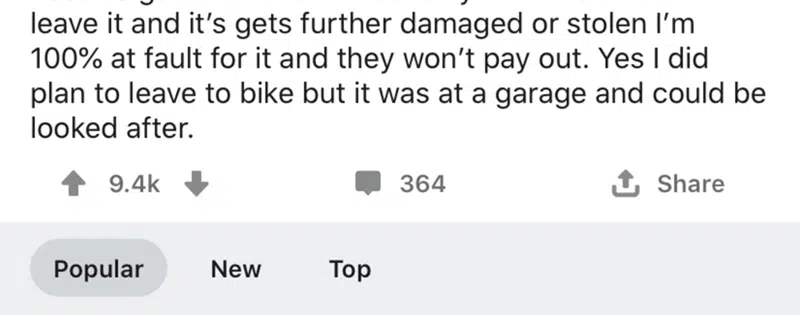 leave it and it's gets further damaged or stolen I'm
100% at fault for it and they won't pay out. Yes I did
plan to leave to bike but it was at a garage and could be
looked after.
9.4k 364 Share
Popular New Top